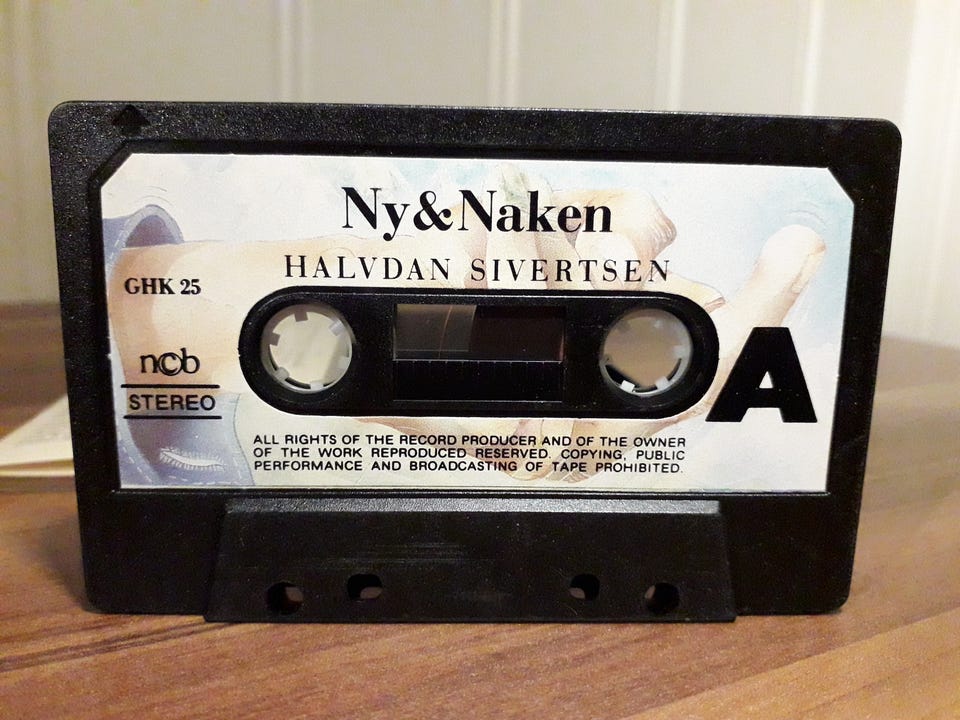 Ny&Naken
HALVDAN SIVERTSEN
GHK 25
ncb
STEREO
A
ALL RIGHTS OF THE RECORD PRODUCER AND OF THE OWNER
OF THE WORK REPRODUCED RESERVED. COPYING, PUBLIC
PERFORMANCE AND BROADCASTING OF TAPE PROHIBITED.